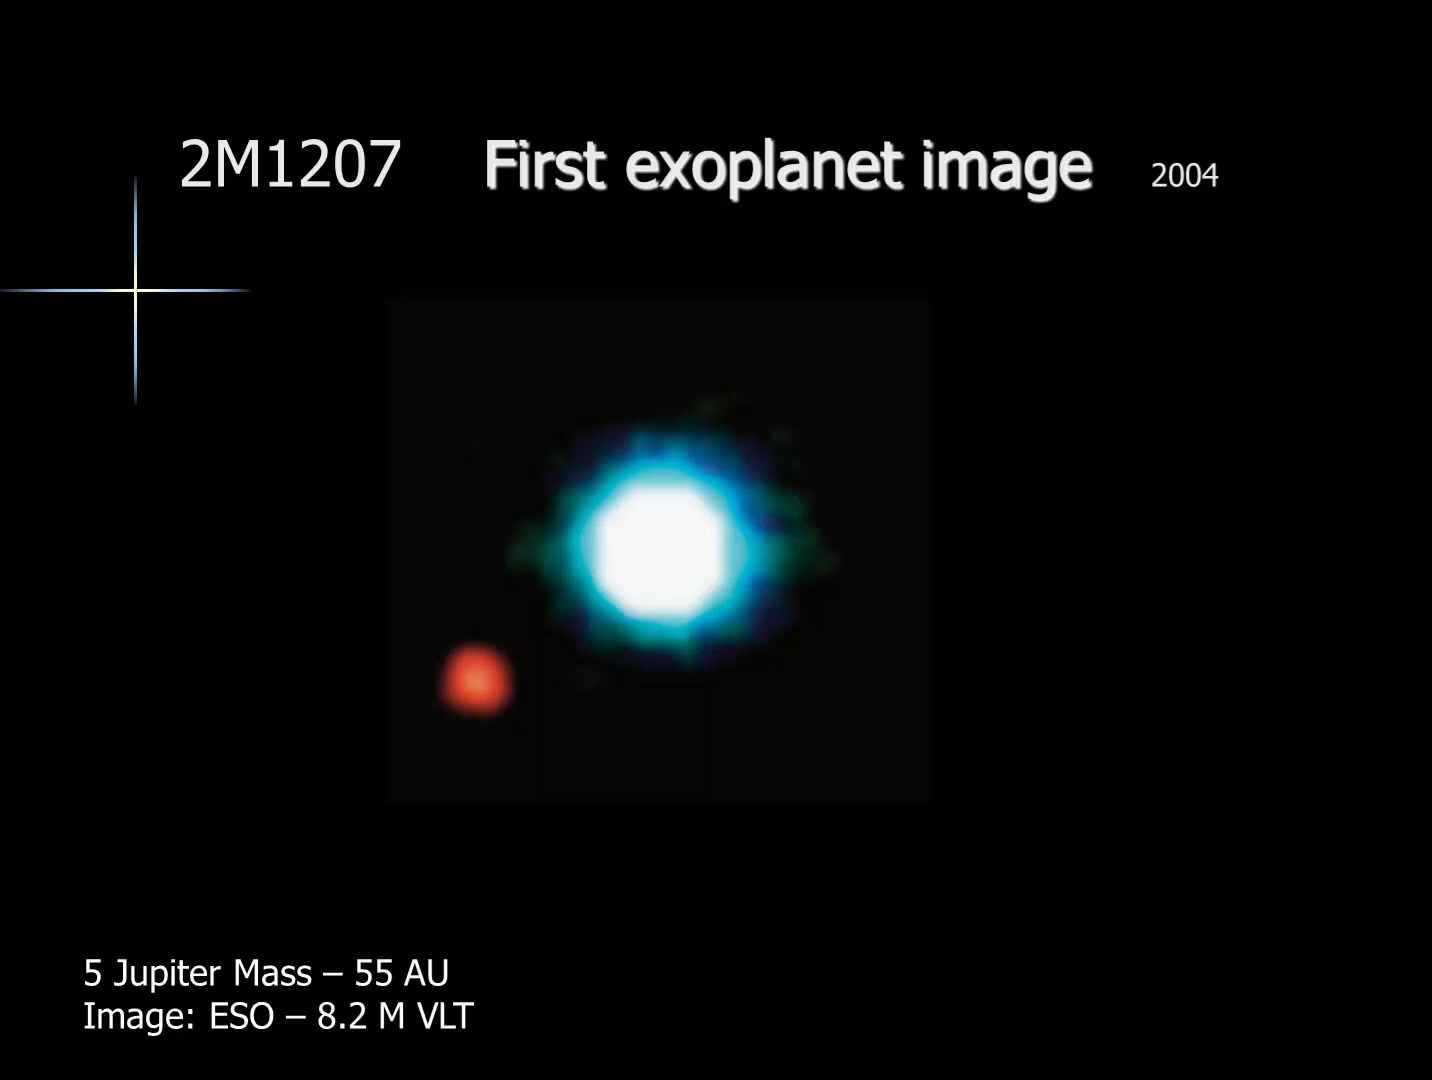 2M1207 First exoplanet image 2004
5 Jupiter Mass – 55 AU
Image: ESO – 8.2 M VLT